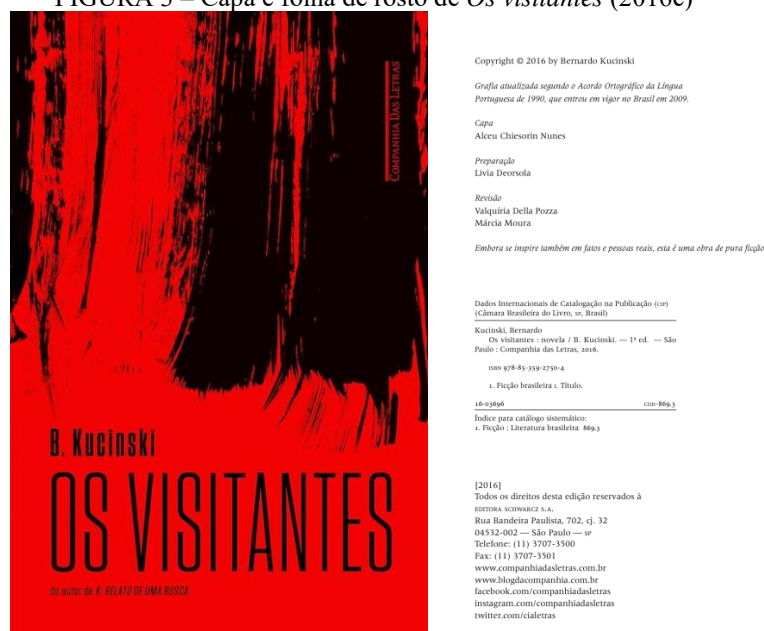 FIGURA 3 – Capa e folha de rosto de Os visitantes (2016c)
COMPANHIA DAS LETRAS
B. Kucinski
OS VISITANTES
do autor de K: RELATO DE UMA BUSCA
Copyright © 2016 by Bernardo Kucinski
Grafia atualizada segundo o Acordo Ortográfico da Língua
Portuguesa de 1990, que entrou em vigor no Brasil em 2009.
Capa
Alceu Chiesorin Nunes
Preparação
Livia Deorsola
Revisão
Valquíria Della Pozza
Márcia Moura
Embora se inspire também em fatos e pessoas reais, esta é uma obra de pura ficção
Dados Internacionais de Catalogação na Publicação (CIP)
(Câmara Brasileira do Livro, SP, Brasil)
Kucinski, Bernardo
Os visitantes : novela / B. Kucinski. — 1ª ed. — São
Paulo : Companhia das Letras, 2016.
ISBN 978-85-359-2750-4
1. Ficção brasileira I. Título.
16-03696 CDD-869.3
Índice para catálogo sistemático:
1. Ficção : Literatura brasileira 869.3
[2016]
Todos os direitos desta edição reservados à
EDITORA SCHWARCZ S.A.
Rua Bandeira Paulista, 702, cj. 32
04532-002 — São Paulo — SP
Telefone: (11) 3707-3500
Fax: (11) 3707-3501
www.companhiadasletras.com.br
www.blogdacompanhia.com.br
facebook.com/companhiadasletras
instagram.com/companhiadasletras
twitter.com/cialetras